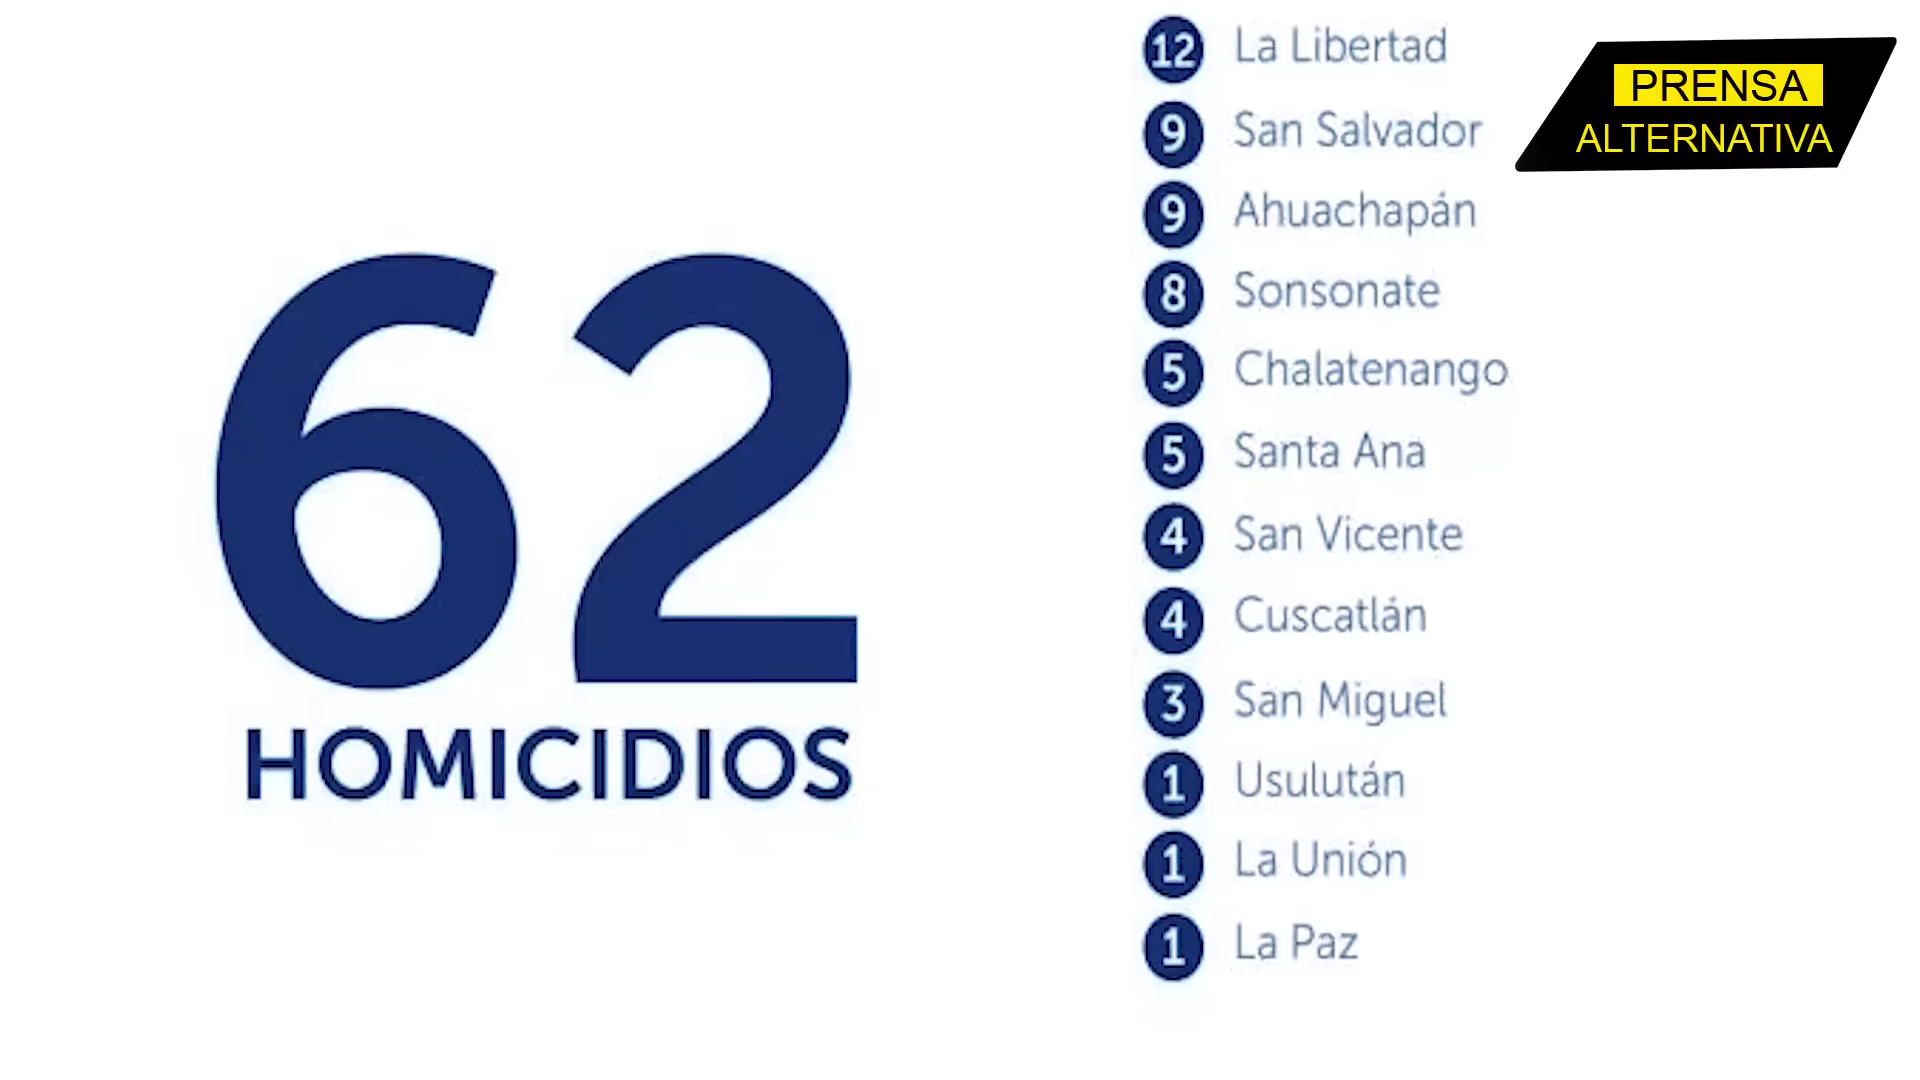 62
HOMICIDIOS
12 La Libertad
9 San Salvador
9 Ahuachapán
8 Sonsonate
5 Chalatenango
5 Santa Ana
4 San Vicente
4 Cuscatlán
3 San Miguel
1 Usulután
1 La Unión
1 La Paz
PRENSA
ALTERNATIVA